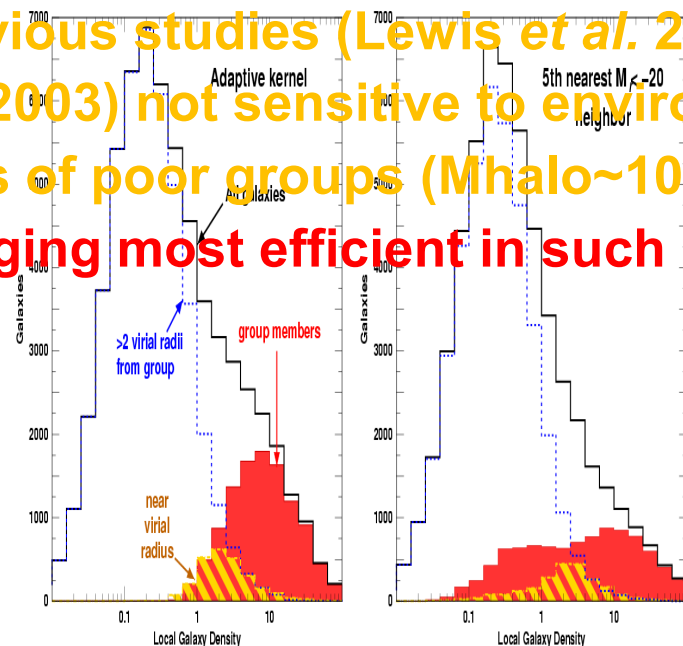 vious studies (Lewis et al. 2
2003) not sensitive to enviro
s of poor groups (Mhalo~10
ging most efficient in such
Adaptive kernel
All galaxies
>2 virial radii
from group
group members
near
virial
radius
Galaxies
7000
6000
5000
4000
3000
2000
1000
0
0.1 1 10
Local Galaxy Density
5th nearest M < −20
neighbor
Galaxies
7000
6000
5000
4000
3000
2000
1000
0
0.1 1 10
Local Galaxy Density